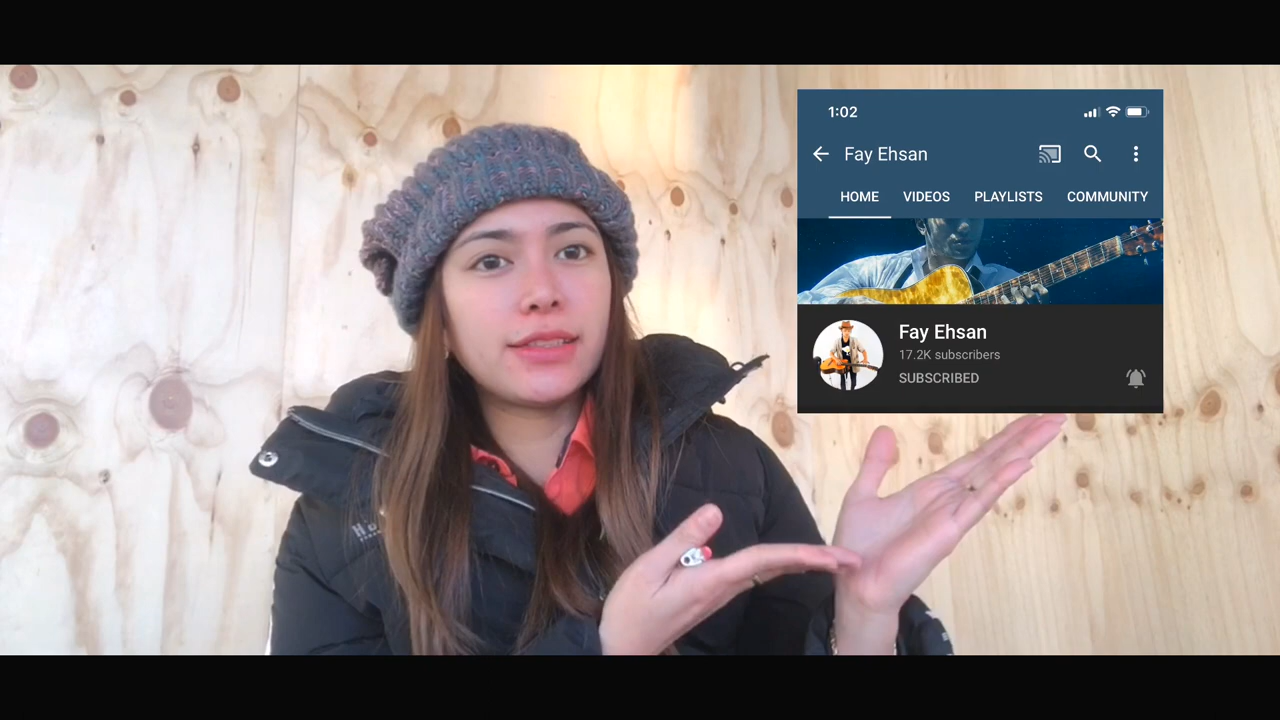 1:02
Fay Ehsan
HOME VIDEOS PLAYLISTS COMMUNITY
Fay Ehsan
17.2K subscribers
SUBSCRIBED